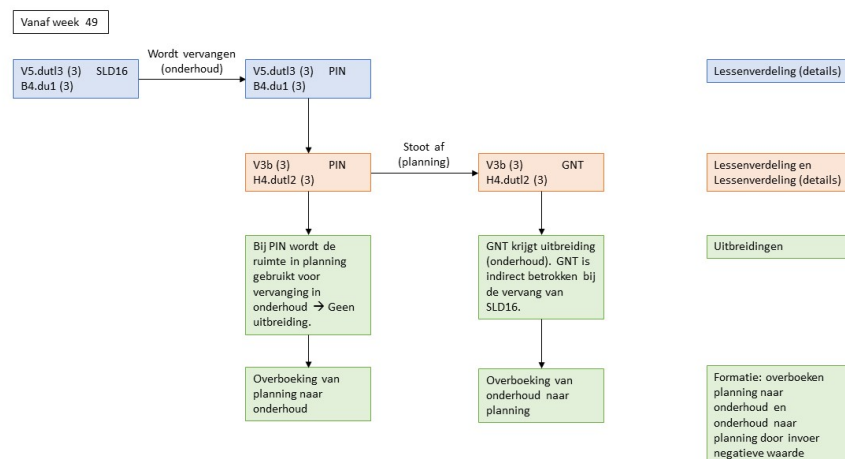 Vanaf week 49
Wordt vervangen
(onderhoud)
V5.dutl3 (3) SLD16
B4.du1 (3)
V5.dutl3 (3) PIN
B4.du1 (3)
Lessenverdeling (details)
Stoot af
(planning)
V3b (3) PIN
H4.dutl2 (3)
V3b (3) GNT
H4.dutl2 (3)
Lessenverdeling en
Lessenverdeling (details)
Bij PIN wordt de
ruimte in planning
gebruikt voor
vervanging in
onderhoud → Geen
uitbreiding.
GNT krijgt uitbreiding
(onderhoud). GNT is
indirect betrokken bij
de vervang van
SLD16.
Uitbreidingen
Overboeking van
planning naar
onderhoud
Overboeking van
onderhoud naar
planning
Formatie: overboeken
planning naar
onderhoud en
onderhoud naar
planning door invoer
negatieve waarde